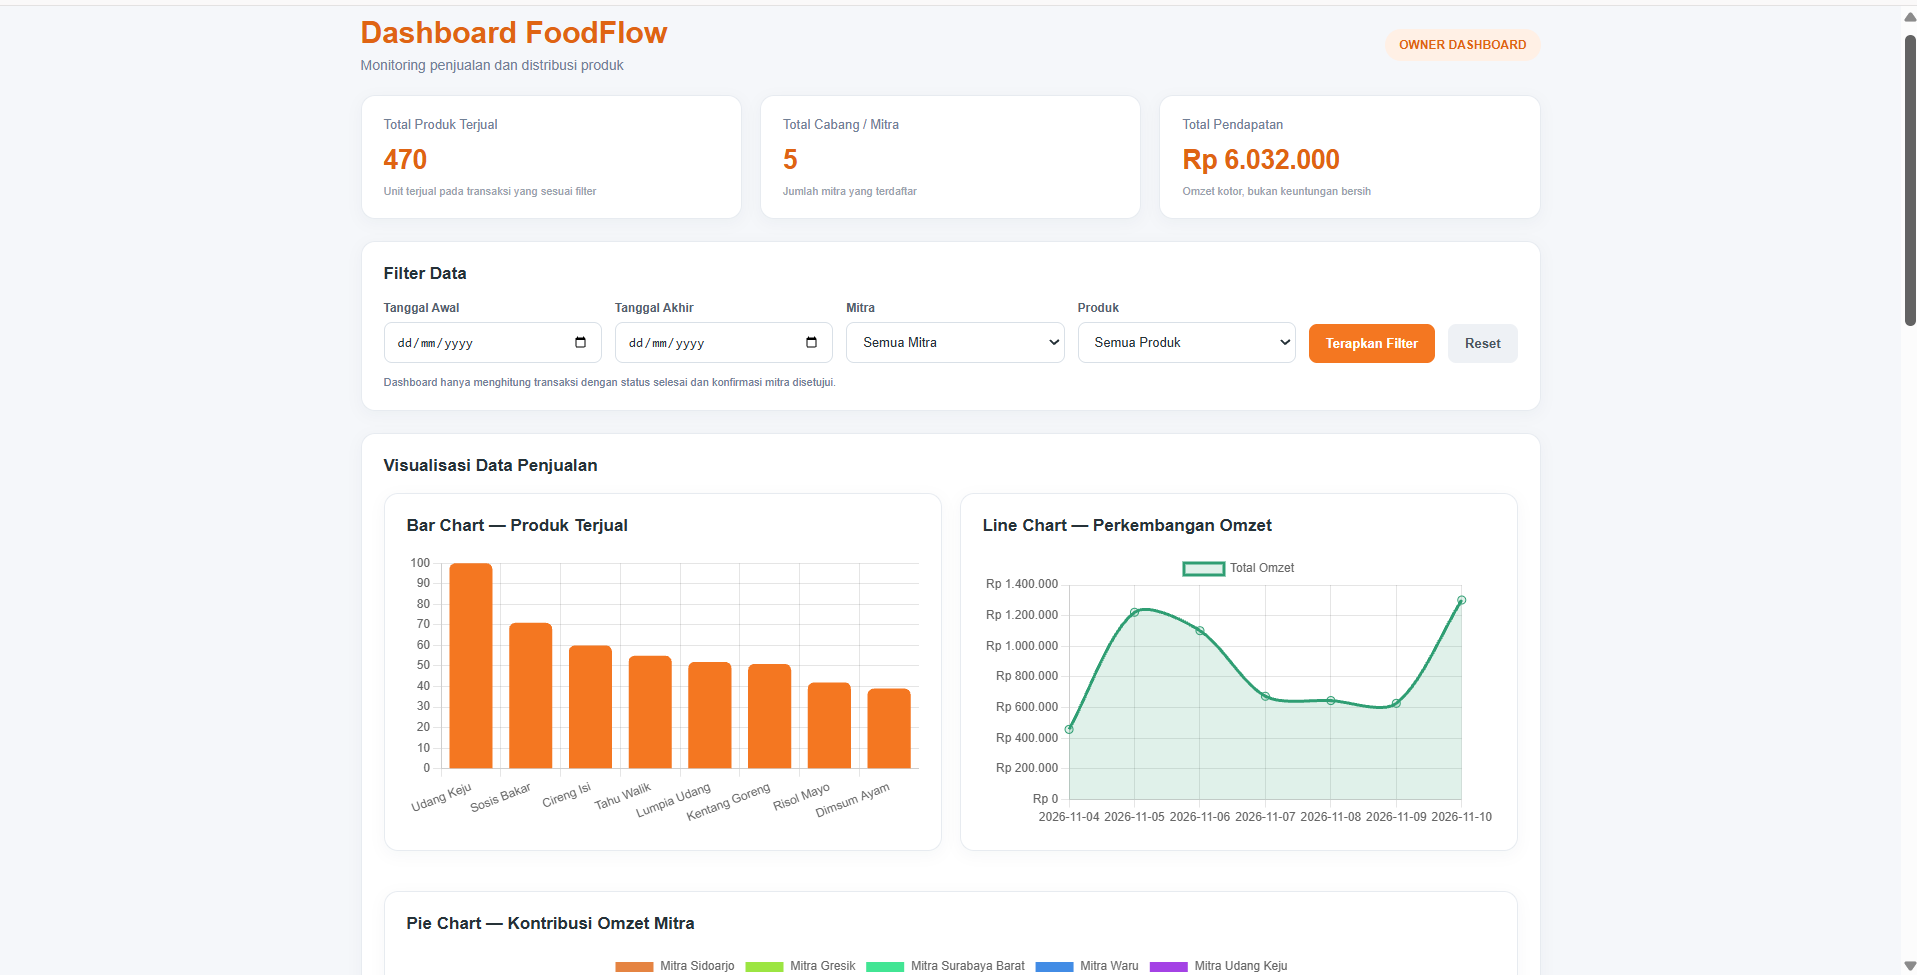 Dashboard FoodFlow
Monitoring penjualan dan distribusi produk
OWNER DASHBOARD
Total Produk Terjual
470
Unit terjual pada transaksi yang sesuai filter
Total Cabang / Mitra
5
Jumlah mitra yang terdaftar
Total Pendapatan
Rp 6.032.000
Omzet kotor, bukan keuntungan bersih
Filter Data
Tanggal Awal
dd/mm/yyyy
Tanggal Akhir
dd/mm/yyyy
Mitra
Semua Mitra
Produk
Semua Produk
Terapkan Filter
Reset
Dashboard hanya menghitung transaksi dengan status selesai dan konfirmasi mitra disetujui.
Visualisasi Data Penjualan
Bar Chart — Produk Terjual
100
90
80
70
60
50
40
30
20
10
0
Udang Keju
Sosis Bakar
Cireng Isi
Tahu Walik
Lumpia Udang
Kentang Goreng
Risol Mayo
Dimsum Ayam
Line Chart — Perkembangan Omzet
Total Omzet
Rp 1.400.000
Rp 1.200.000
Rp 1.000.000
Rp 800.000
Rp 600.000
Rp 400.000
Rp 200.000
Rp 0
2026-11-04 2026-11-05 2026-11-06 2026-11-07 2026-11-08 2026-11-09 2026-11-10
Pie Chart — Kontribusi Omzet Mitra
Mitra Sidoarjo Mitra Gresik Mitra Surabaya Barat Mitra Waru Mitra Udang Keju